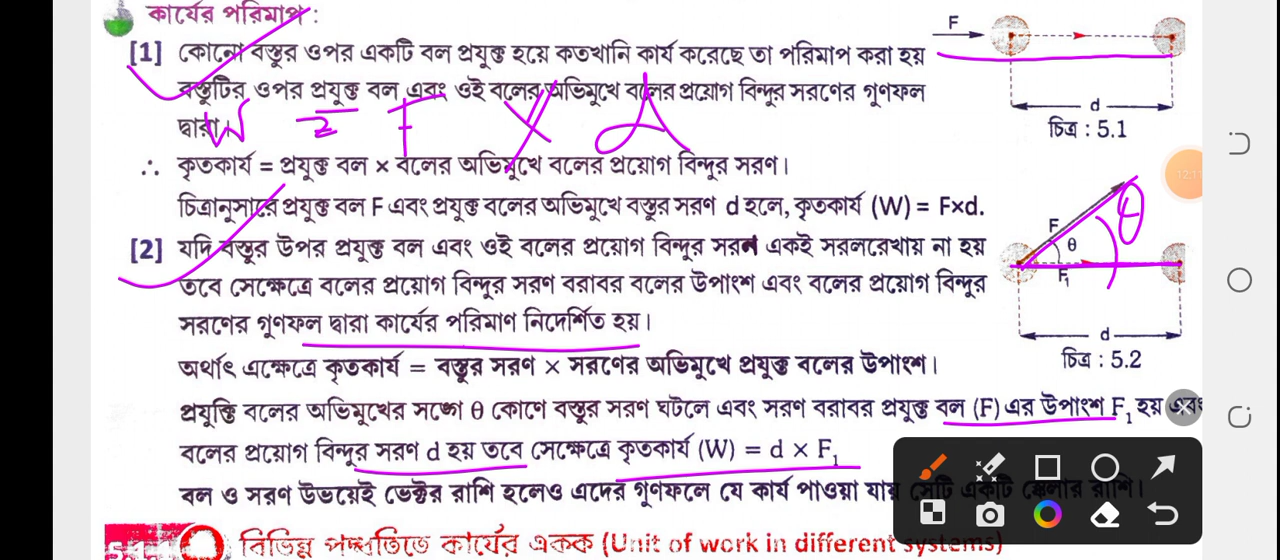 কার্যের পরিমাপ :
[1] কোনো বস্তুর ওপর একটি বল প্রযুক্ত হয়ে কতখানি কার্য করেছে তা পরিমাপ করা হয়
বস্তুটির ওপর প্রযুক্ত বল এবং ওই বলের অভিমুখে বলের প্রয়োগ বিন্দুর সরণের গুণফল
দ্বারা।
W = F × d
∴ কৃতকার্য = প্রযুক্ত বল × বলের অভিমুখে বলের প্রয়োগ বিন্দুর সরণ।
চিত্রানুসারে প্রযুক্ত বল F এবং প্রযুক্ত বলের অভিমুখে বস্তুর সরণ d হলে, কৃতকার্য (W) = F×d.
F
d
চিত্র : 5.1
12:11
[2] যদি বস্তুর উপর প্রযুক্ত বল এবং ওই বলের প্রয়োগ বিন্দুর সরন একই সরলরেখায় না হয়
তবে সেক্ষেত্রে বলের প্রয়োগ বিন্দুর সরণ বরাবর বলের উপাংশ এবং বলের প্রয়োগ বিন্দুর
সরণের গুণফল দ্বারা কার্যের পরিমাণ নিদের্শিত হয়।
অর্থাৎ এক্ষেত্রে কৃতকার্য = বস্তুর সরণ × সরণের অভিমুখে প্রযুক্ত বলের উপাংশ।
F
θ
θ
F₁
d
চিত্র : 5.2
প্রযুক্তি বলের অভিমুখের সঙ্গে θ কোণে বস্তুর সরণ ঘটলে এবং সরণ বরাবর প্রযুক্ত বল (F) এর উপাংশ F₁ হয় এবং
বলের প্রয়োগ বিন্দুর সরণ d হয় তবে সেক্ষেত্রে কৃতকার্য (W) = d × F₁
বল ও সরণ উভয়েই ভেক্টর রাশি হলেও এদের গুণফলে যে কার্য পাওয়া যায় সেটি একটি স্কেলার রাশি।
বিভিন্ন পদ্ধতিতে কার্যের একক (Unit of work in different systems)